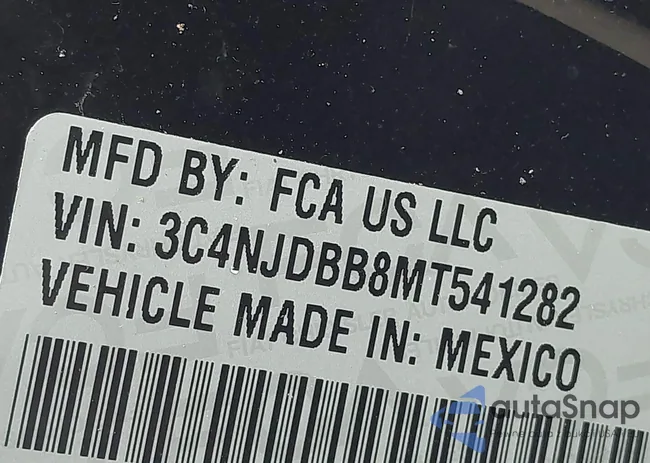 MFD BY: FCA US LLC
VIN: 3C4NJDBB8MT541282
VEHICLE MADE IN: MEXICO
autoSnap